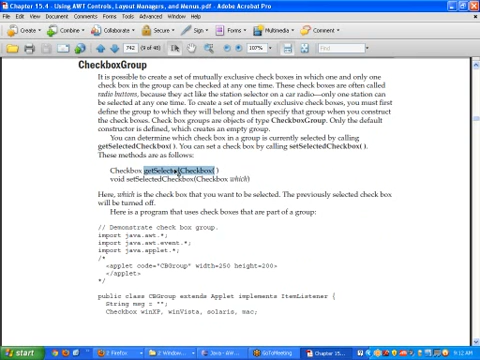 Chapter 15.4 - Using AWT Controls, Layout Managers, and Menus.pdf - Adobe Acrobat Pro
File Edit View Document Comments Forms Tools Advanced Window Help
Create Combine Collaborate Secure Sign Forms Multimedia Comment
742 (9 of 48) 107% Find
CheckboxGroup
It is possible to create a set of mutually exclusive check boxes in which one and only one
check box in the group can be checked at any one time. These check boxes are often called
radio buttons, because they act like the station selector on a car radio—only one station can
be selected at any one time. To create a set of mutually exclusive check boxes, you must first
define the group to which they will belong and then specify that group when you construct
the check boxes. Check box groups are objects of type CheckboxGroup. Only the default
constructor is defined, which creates an empty group.
You can determine which check box in a group is currently selected by calling
getSelectedCheckbox( ). You can set a check box by calling setSelectedCheckbox( ).
These methods are as follows:
Checkbox getSelectedCheckbox( )
void setSelectedCheckbox(Checkbox which)
Here, which is the check box that you want to be selected. The previously selected check box
will be turned off.
Here is a program that uses check boxes that are part of a group:
// Demonstrate check box group.
import java.awt.*;
import java.awt.event.*;
import java.applet.*;
/*
<applet code="CBGroup" width=250 height=200>
</applet>
*/
public class CBGroup extends Applet implements ItemListener {
String msg = "";
Checkbox winXP, winVista, solaris, mac;
start 2 Firefox 2 Windows... Java - GoToMeeting Chapter 15... 9:12 AM